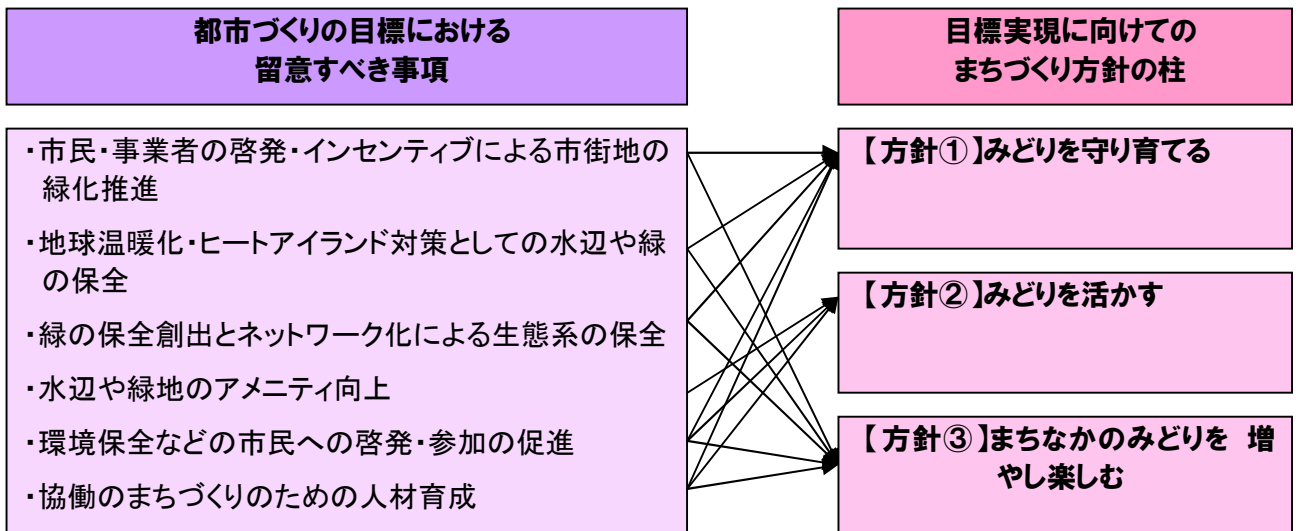 都市づくりの目標における
留意すべき事項
・市民・事業者の啓発・インセンティブによる市街地の
緑化推進
・地球温暖化・ヒートアイランド対策としての水辺や緑
の保全
・緑の保全創出とネットワーク化による生態系の保全
・水辺や緑地のアメニティ向上
・環境保全などの市民への啓発・参加の促進
・協働のまちづくりのための人材育成
目標実現に向けての
まちづくり方針の柱
【方針①】みどりを守り育てる
【方針②】みどりを活かす
【方針③】まちなかのみどりを 増
やし楽しむ